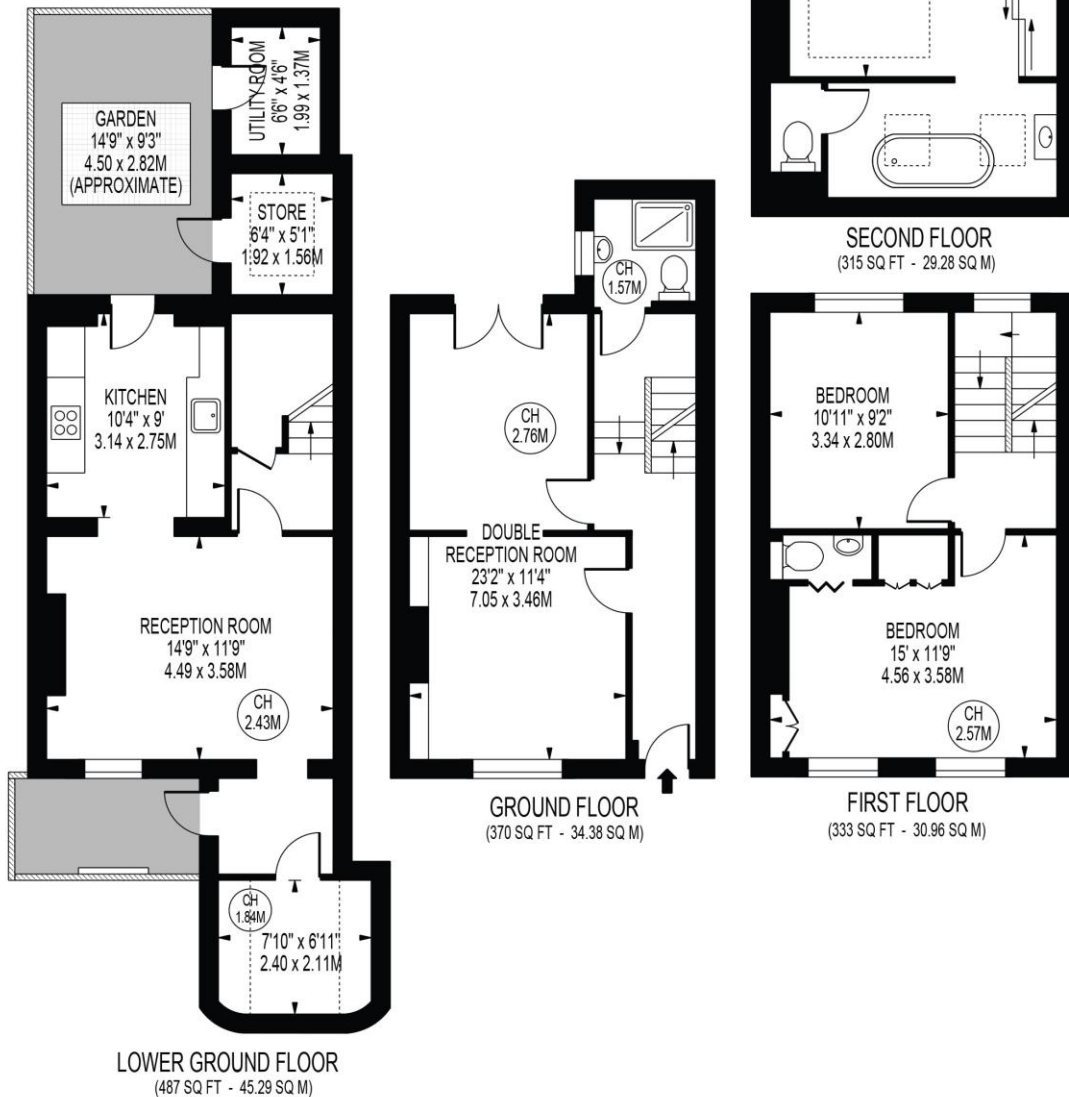 GARDEN
14'9" x 9'3"
4.50 x 2.82M
(APPROXIMATE)
UTILITY ROOM
6'6" x 4'6"
1.99 x 1.37M
STORE
6'4" x 5'1"
1.92 x 1.56M
KITCHEN
10'4" x 9'
3.14 x 2.75M
RECEPTION ROOM
14'9" x 11'9"
4.49 x 3.58M
CH
2.43M
CH
1.84M
7'10" x 6'11"
2.40 x 2.11M
LOWER GROUND FLOOR
(487 SQ FT - 45.29 SQ M)
CH
1.57M
CH
2.76M
DOUBLE
RECEPTION ROOM
23'2" x 11'4"
7.05 x 3.46M
GROUND FLOOR
(370 SQ FT - 34.38 SQ M)
SECOND FLOOR
(315 SQ FT - 29.28 SQ M)
BEDROOM
10'11" x 9'2"
3.34 x 2.80M
BEDROOM
15' x 11'9"
4.56 x 3.58M
CH
2.57M
FIRST FLOOR
(333 SQ FT - 30.96 SQ M)